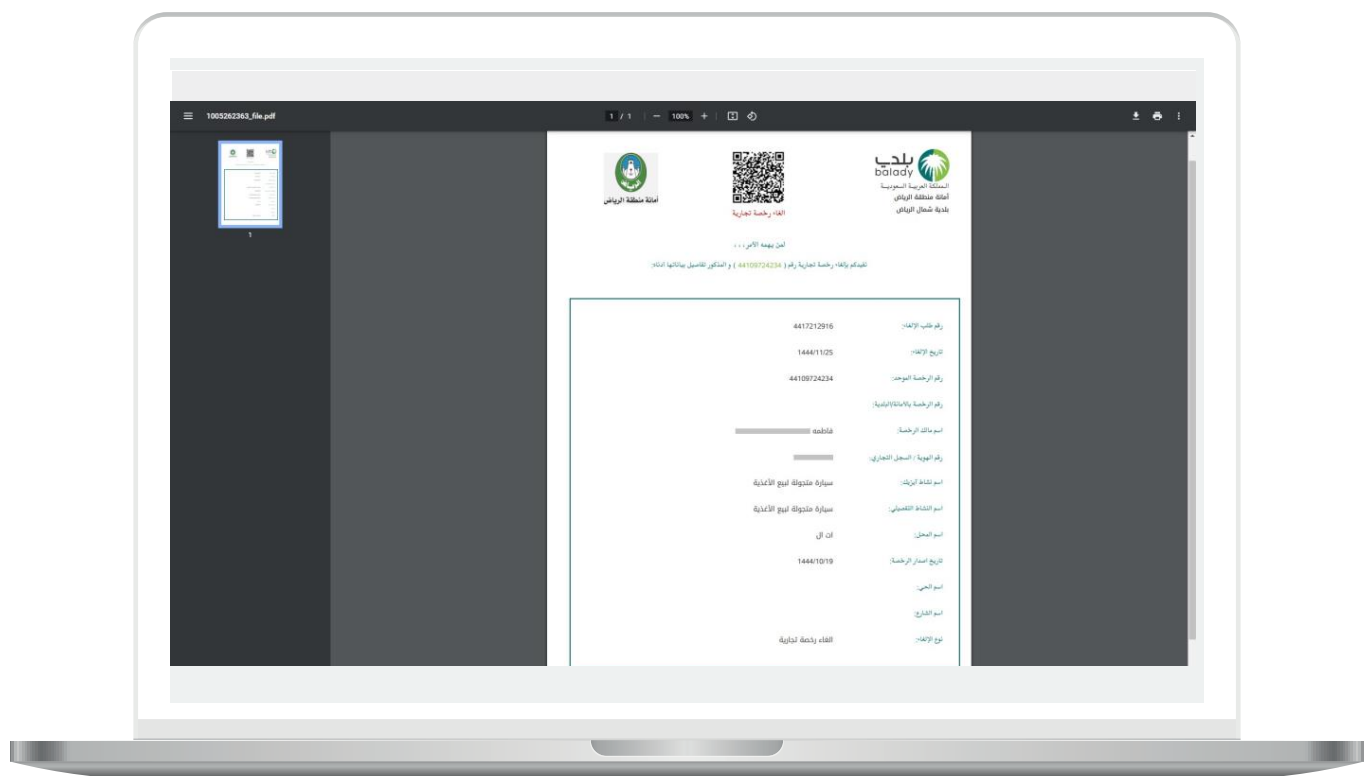 1005262363_file.pdf
1 / 1
100%
1
بلدي
balady
المملكة العربية السعودية
أمانة منطقة الرياض
بلدية شمال الرياض
الغاء رخصة تجارية
أمانة منطقة الرياض
لمن يهمه الأمر ، ، ،
نفيدكم بإلغاء رخصة تجارية رقم ( 44109724234 ) و المذكور تفاصيل بياناتها ادناه:
رقم طلب الإلغاء: 4417212916
تاريخ الإلغاء: 1444/11/25
رقم الرخصة الموحد: 44109724234
رقم الرخصة بالامانة/البلدية:
اسم مالك الرخصة: فاطمه
رقم الهوية / السجل التجاري:
اسم نشاط آيزيك: سيارة متجولة لبيع الأغذية
اسم النشاط التفصيلي: سيارة متجولة لبيع الأغذية
اسم المحل: ات ال
تاريخ اصدار الرخصة: 1444/10/19
اسم الحي:
اسم الشارع:
نوع الإلغاء: الغاء رخصة تجارية